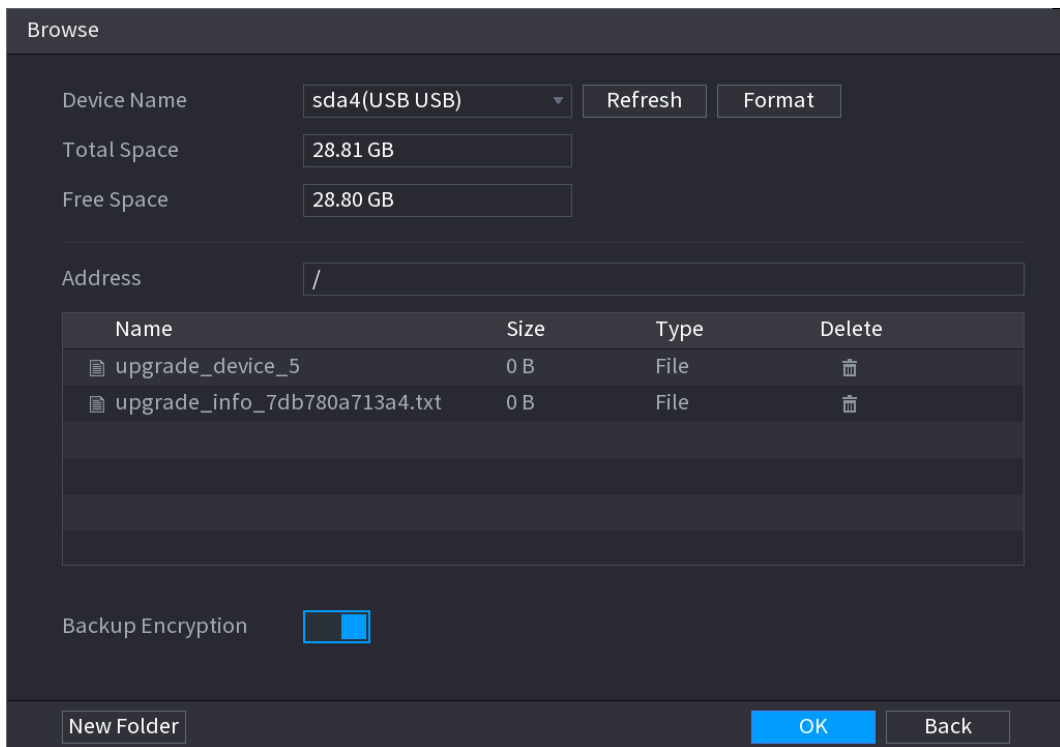 Browse
Device Name sda4(USB USB) Refresh Format
Total Space 28.81 GB
Free Space 28.80 GB
Address /
Name Size Type Delete
upgrade_device_5 0 B File
upgrade_info_7db780a713a4.txt 0 B File
Backup Encryption
New Folder OK Back